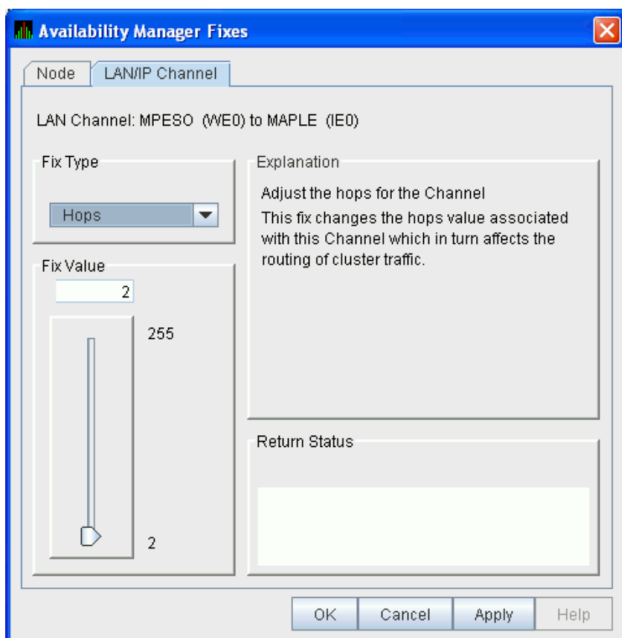 Availability Manager Fixes
Node
LAN/IP Channel
LAN Channel: MPESO (WE0) to MAPLE (IE0)
Fix Type
Hops
Fix Value
2
255
2
Explanation
Adjust the hops for the Channel
This fix changes the hops value associated
with this Channel which in turn affects the
routing of cluster traffic.
Return Status
OK
Cancel
Apply
Help